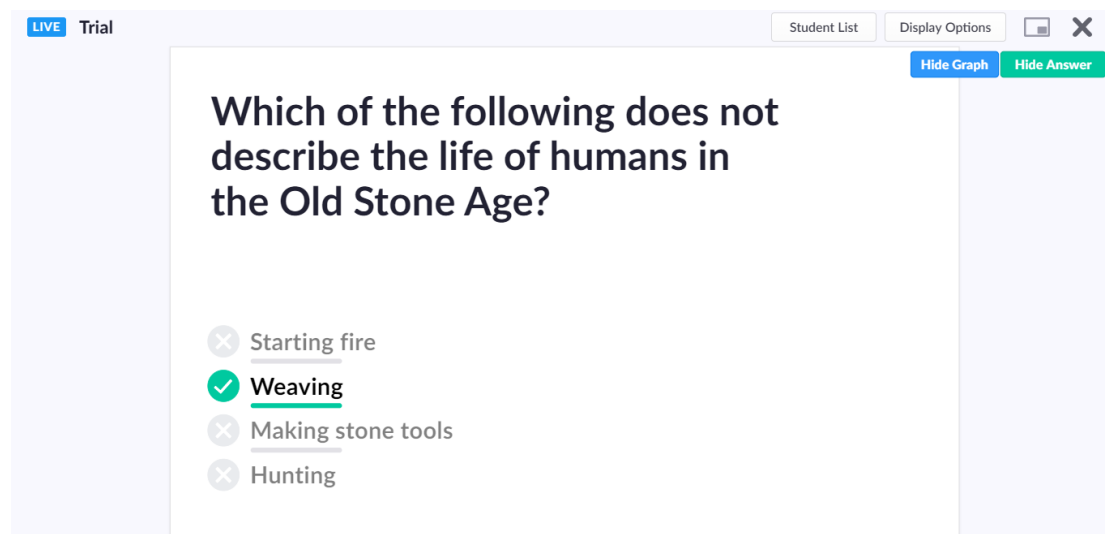 LIVE Trial Student List Display Options
Hide Graph Hide Answer
Which of the following does not
describe the life of humans in
the Old Stone Age?
Starting fire
Weaving
Making stone tools
Hunting